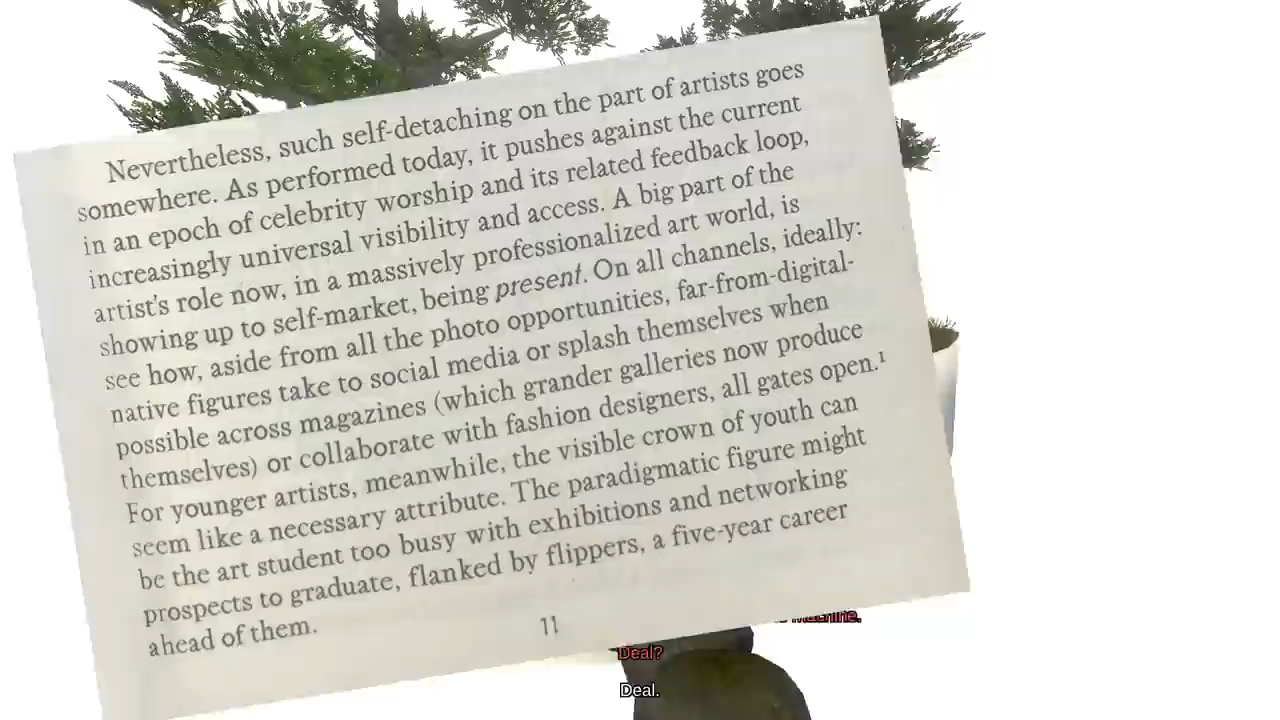 Nevertheless, such self-detaching on the part of artists goes
somewhere. As performed today, it pushes against the current
in an epoch of celebrity worship and its related feedback loop,
increasingly universal visibility and access. A big part of the
artist's role now, in a massively professionalized art world, is
showing up to self-market, being present. On all channels, ideally:
see how, aside from all the photo opportunities, far-from-digital-
native figures take to social media or splash themselves when
possible across magazines (which grander galleries now produce
themselves) or collaborate with fashion designers, all gates open.¹
For younger artists, meanwhile, the visible crown of youth can
seem like a necessary attribute. The paradigmatic figure might
be the art student too busy with exhibitions and networking
prospects to graduate, flanked by flippers, a five-year career
ahead of them.
11
machine.
Deal?
Deal.